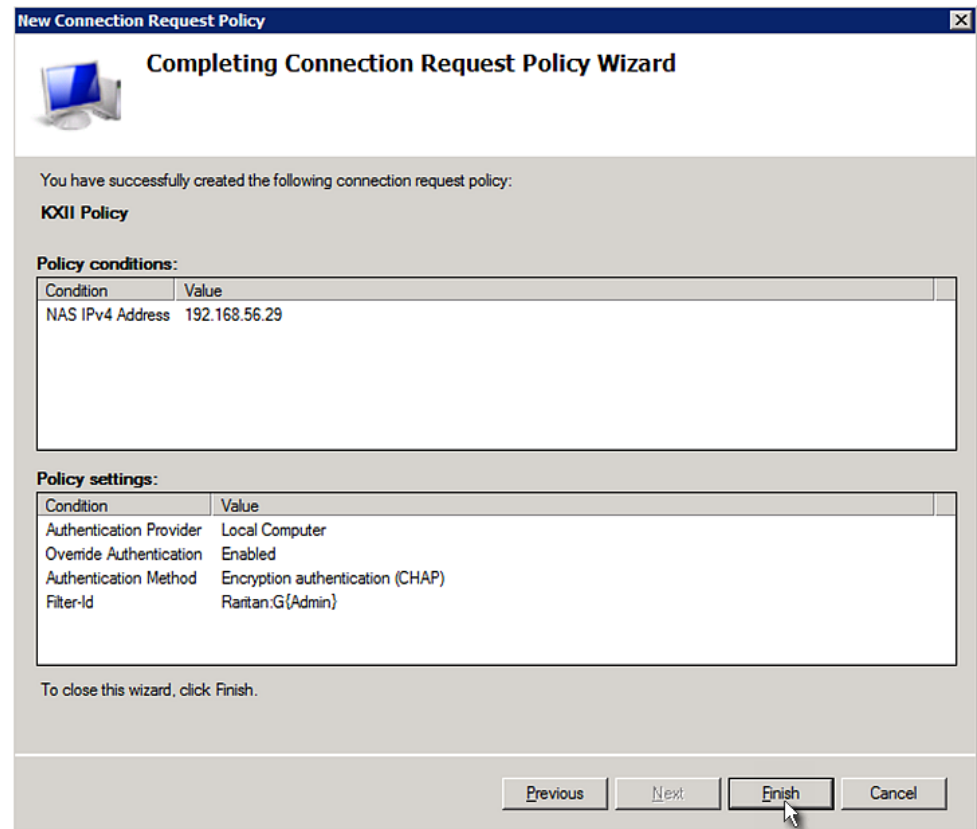 New Connection Request Policy
Completing Connection Request Policy Wizard
You have successfully created the following connection request policy:
KXII Policy
Policy conditions:
Condition Value
NAS IPv4 Address 192.168.56.29
Policy settings:
Condition Value
Authentication Provider Local Computer
Override Authentication Enabled
Authentication Method Encryption authentication (CHAP)
Filter-Id Raritan:G{Admin}
To close this wizard, click Finish.
Previous Next Finish Cancel